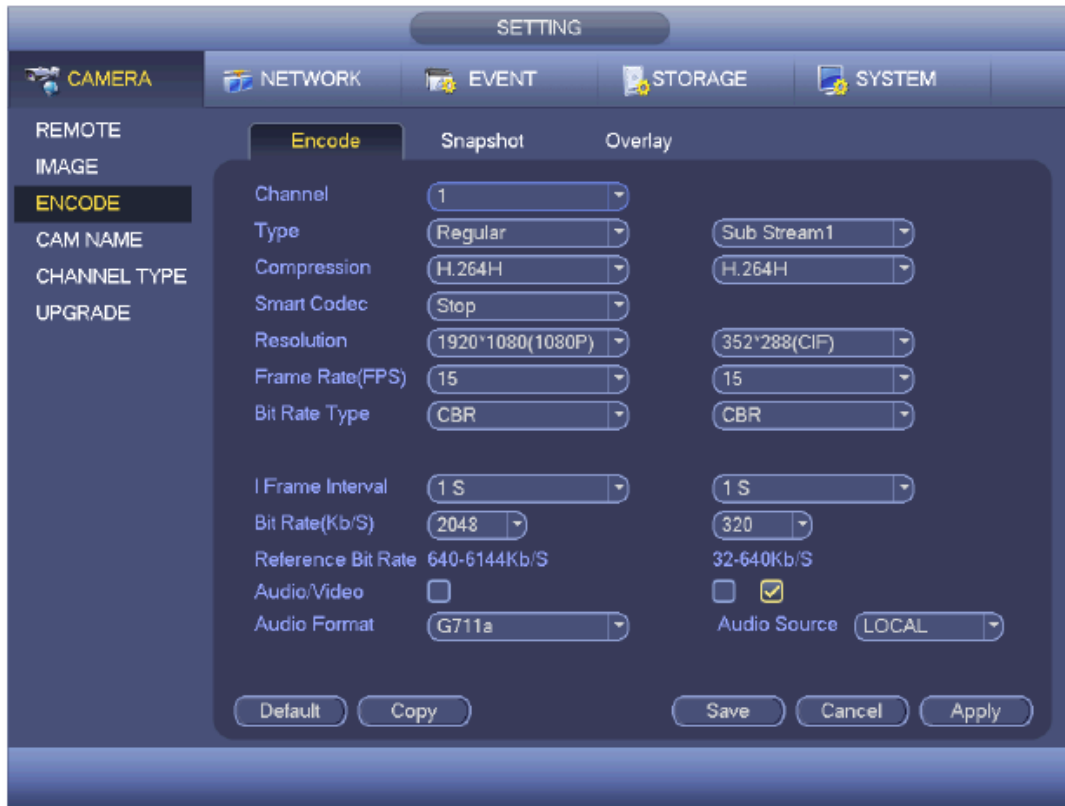 SETTING
CAMERA NETWORK EVENT STORAGE SYSTEM
REMOTE
IMAGE
ENCODE
CAM NAME
CHANNEL TYPE
UPGRADE
Encode Snapshot Overlay
Channel 1
Type Regular Sub Stream1
Compression H.264H H.264H
Smart Codec Stop
Resolution 1920*1080(1080P) 352*288(CIF)
Frame Rate(FPS) 15 15
Bit Rate Type CBR CBR
I Frame Interval 1 S 1 S
Bit Rate(Kb/S) 2048 320
Reference Bit Rate 640-6144Kb/S 32-640Kb/S
Audio/Video
Audio Format G711a Audio Source LOCAL
Default Copy Save Cancel Apply